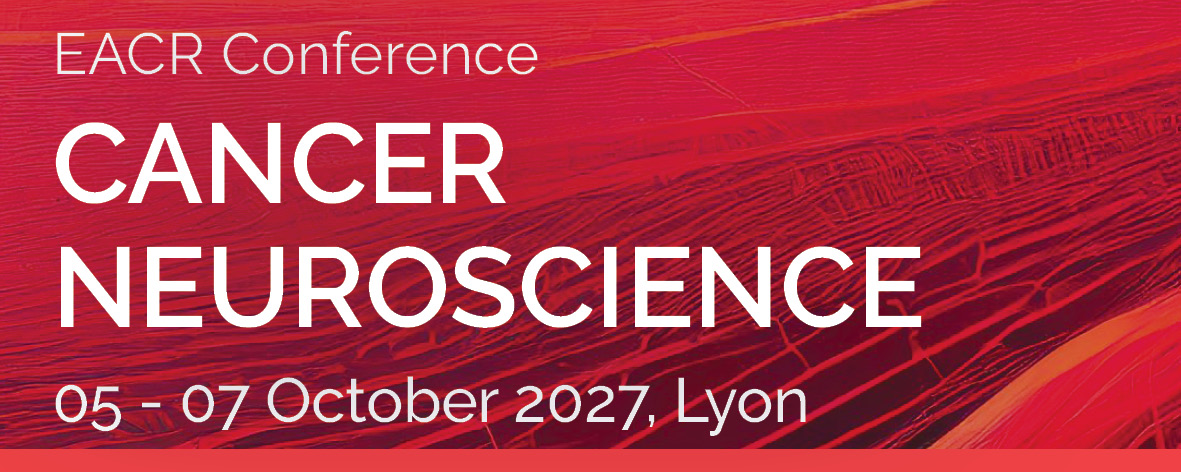 EACR Conference
CANCER
NEUROSCIENCE
05 - 07 October 2027, Lyon